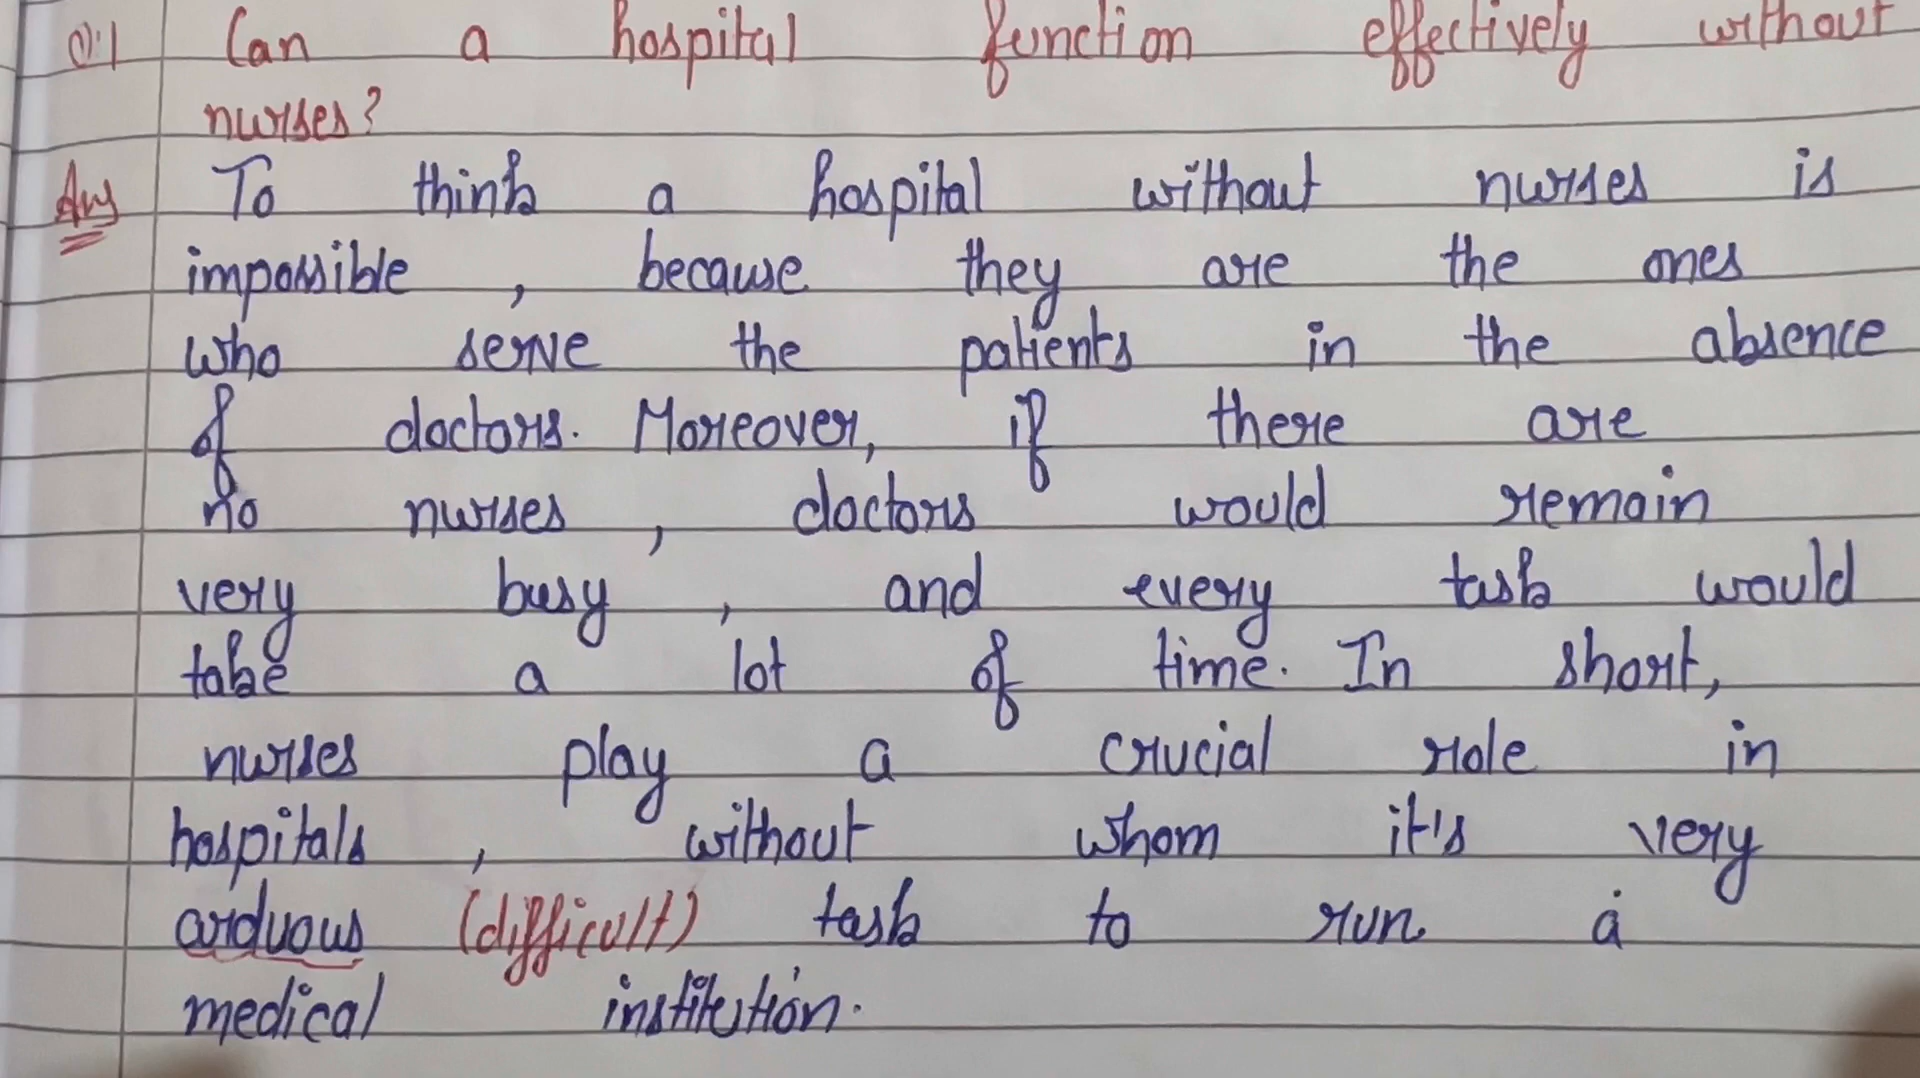 Q:1 Can a hospital function effectively without
nurses?
Ans To think a hospital without nurses is
impossible , because they are the ones
who serve the patients in the absence
of doctors. Moreover, if there are
no nurses , doctors would remain
very busy , and every task would
take a lot of time. In short,
nurses play a crucial role in
hospitals , without whom it's very
arduous (difficult) task to run a
medical institution.